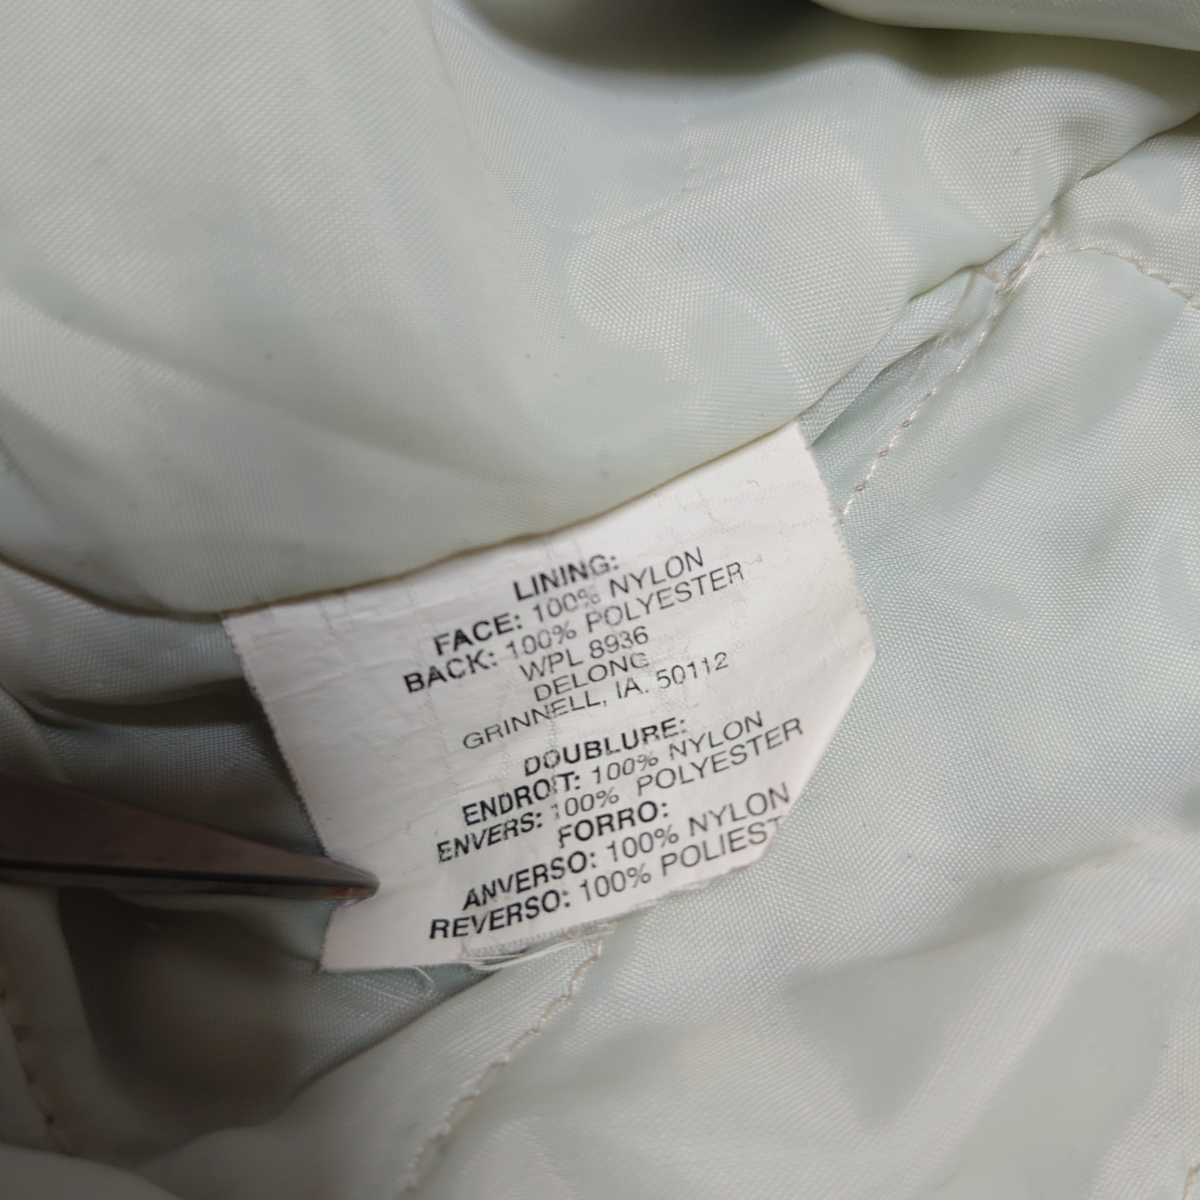 LINING:
FACE: 100% NYLON
BACK: 100% POLYESTER
WPL 8936
DELONG
GRINNELL, IA. 50112
DOUBLURE:
ENDROIT: 100% NYLON
ENVERS: 100% POLYESTER
FORRO:
ANVERSO: 100% NYLON
REVERSO: 100% POLIEST